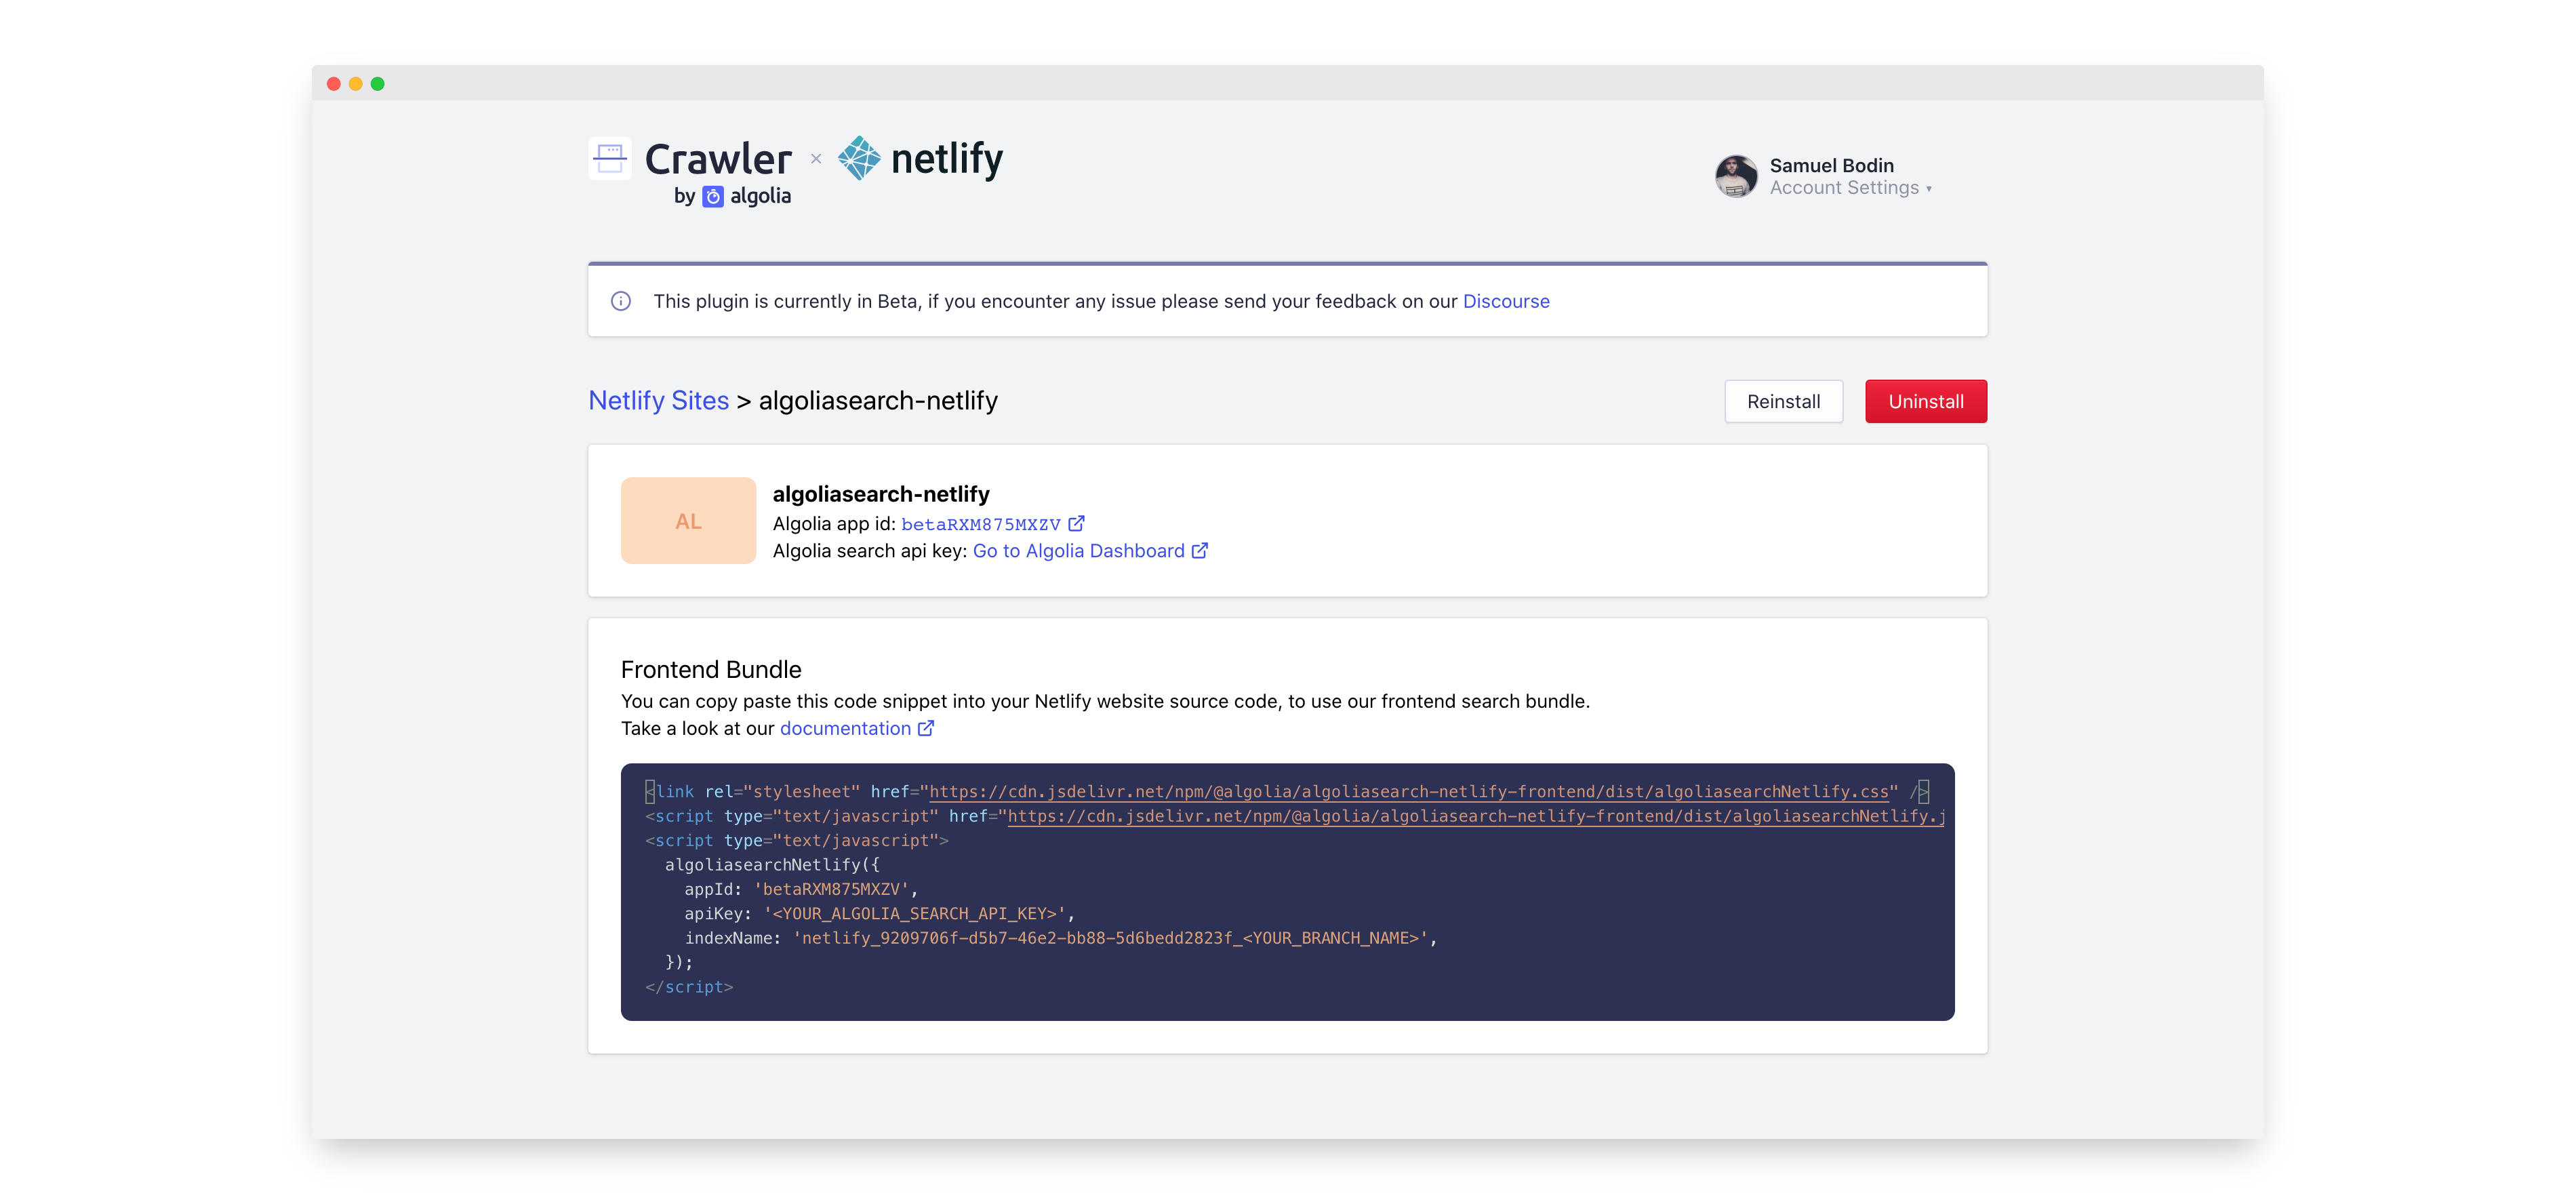 Crawler × netlify
by algolia
Samuel Bodin
Account Settings ▾
This plugin is currently in Beta, if you encounter any issue please send your feedback on our Discourse
Netlify Sites > algoliasearch-netlify
Reinstall
Uninstall
AL
algoliasearch-netlify
Algolia app id: betaRXM875MXZV
Algolia search api key: Go to Algolia Dashboard
Frontend Bundle
You can copy paste this code snippet into your Netlify website source code, to use our frontend search bundle.
Take a look at our documentation
<link rel="stylesheet" href="https://cdn.jsdelivr.net/npm/@algolia/algoliasearch-netlify-frontend/dist/algoliasearchNetlify.css" />
<script type="text/javascript" href="https://cdn.jsdelivr.net/npm/@algolia/algoliasearch-netlify-frontend/dist/algoliasearchNetlify.j
<script type="text/javascript">
  algoliasearchNetlify({
    appId: 'betaRXM875MXZV',
    apiKey: '<YOUR_ALGOLIA_SEARCH_API_KEY>',
    indexName: 'netlify_9209706f-d5b7-46e2-bb88-5d6bedd2823f_<YOUR_BRANCH_NAME>',
  });
</script>